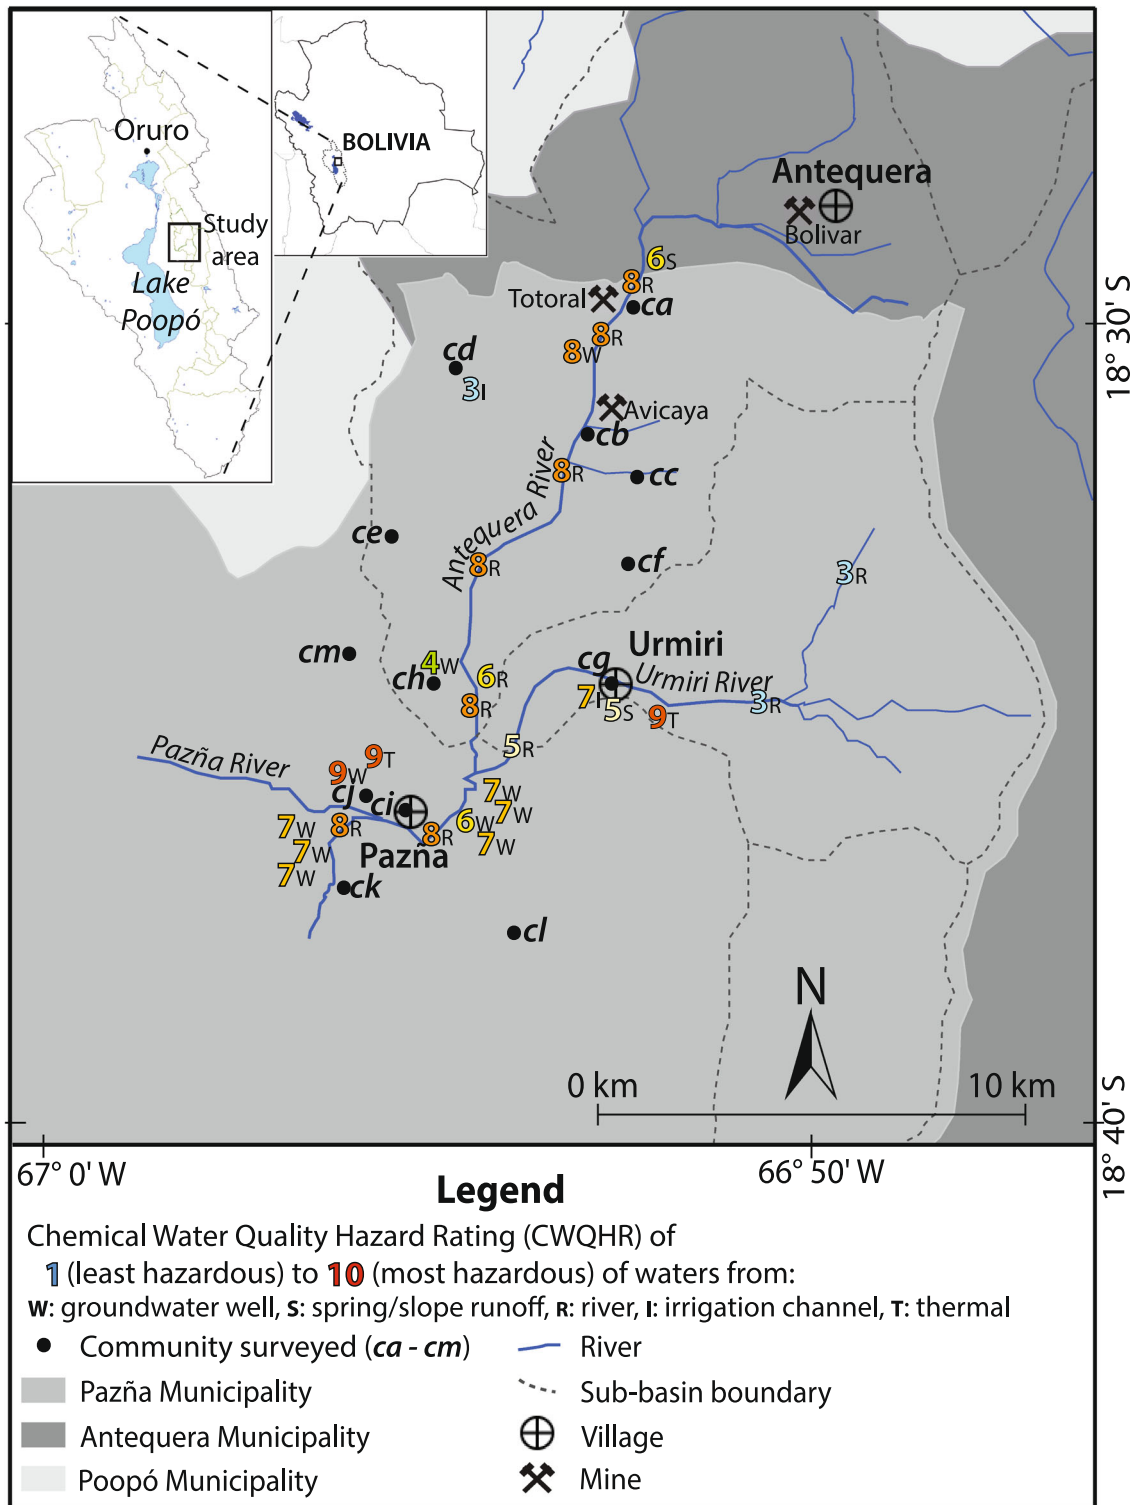 Oruro
Study
area
Lake
Poopó
BOLIVIA
Antequera
Bolivar
6S
8R
Totoral
ca
18° 30' S
8R
8W
cd
3I
Avicaya
cb
8R
cc
Antequera River
ce
8R
cf
3R
Urmiri
cm
cg
4W
ch
6R
Urmiri River
7I
5S
9T
3R
8R
5R
Pazña River
9T
9W
cj
ci
7W
7W
6W
7W
8R
8R
7W
7W
7W
Pazña
ck
cl
N
0 km
10 km
18° 40' S
67° 0' W
66° 50' W
Legend
Chemical Water Quality Hazard Rating (CWQHR) of
1 (least hazardous) to 10 (most hazardous) of waters from:
W: groundwater well, S: spring/slope runoff, R: river, I: irrigation channel, T: thermal
Community surveyed (ca - cm)
River
Pazña Municipality
Sub-basin boundary
Antequera Municipality
Village
Poopó Municipality
Mine